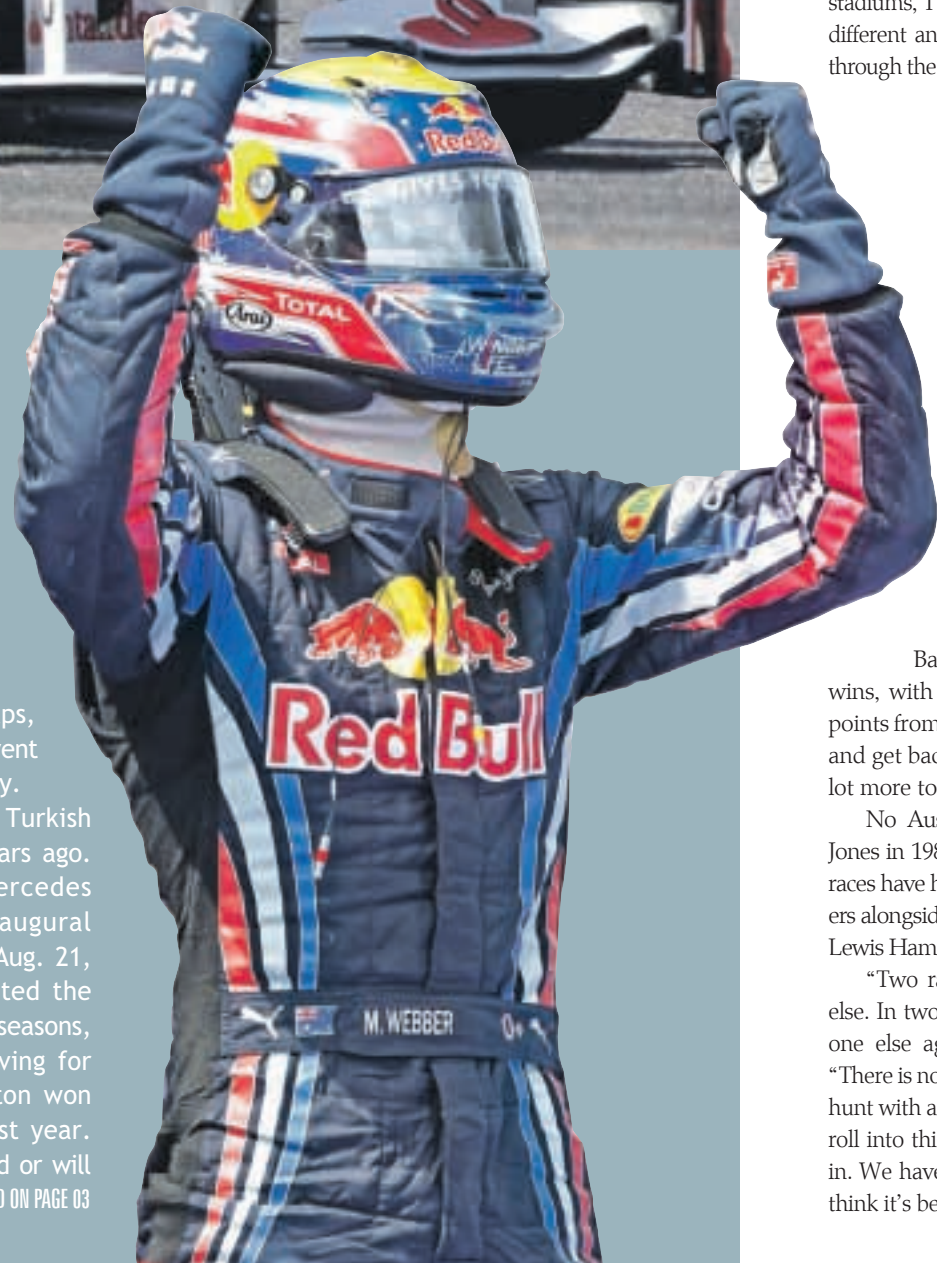 Santander
Red Bull
TOTAL
Arai
Red Bull
M. WEBBER
ps,
ent
y.
Turkish
ars ago.
ercedes
augural
Aug. 21,
ted the
seasons,
ving for
ton won
st year.
d or will
D ON PAGE 03
stadiums, T
different an
through the
Ba
wins, with
points from
and get bac
lot more to
No Aus
Jones in 198
races have h
ers alongsid
Lewis Ham
“Two ra
else. In two
one else ag
“There is no
hunt with a
roll into thi
in. We have
think it’s be